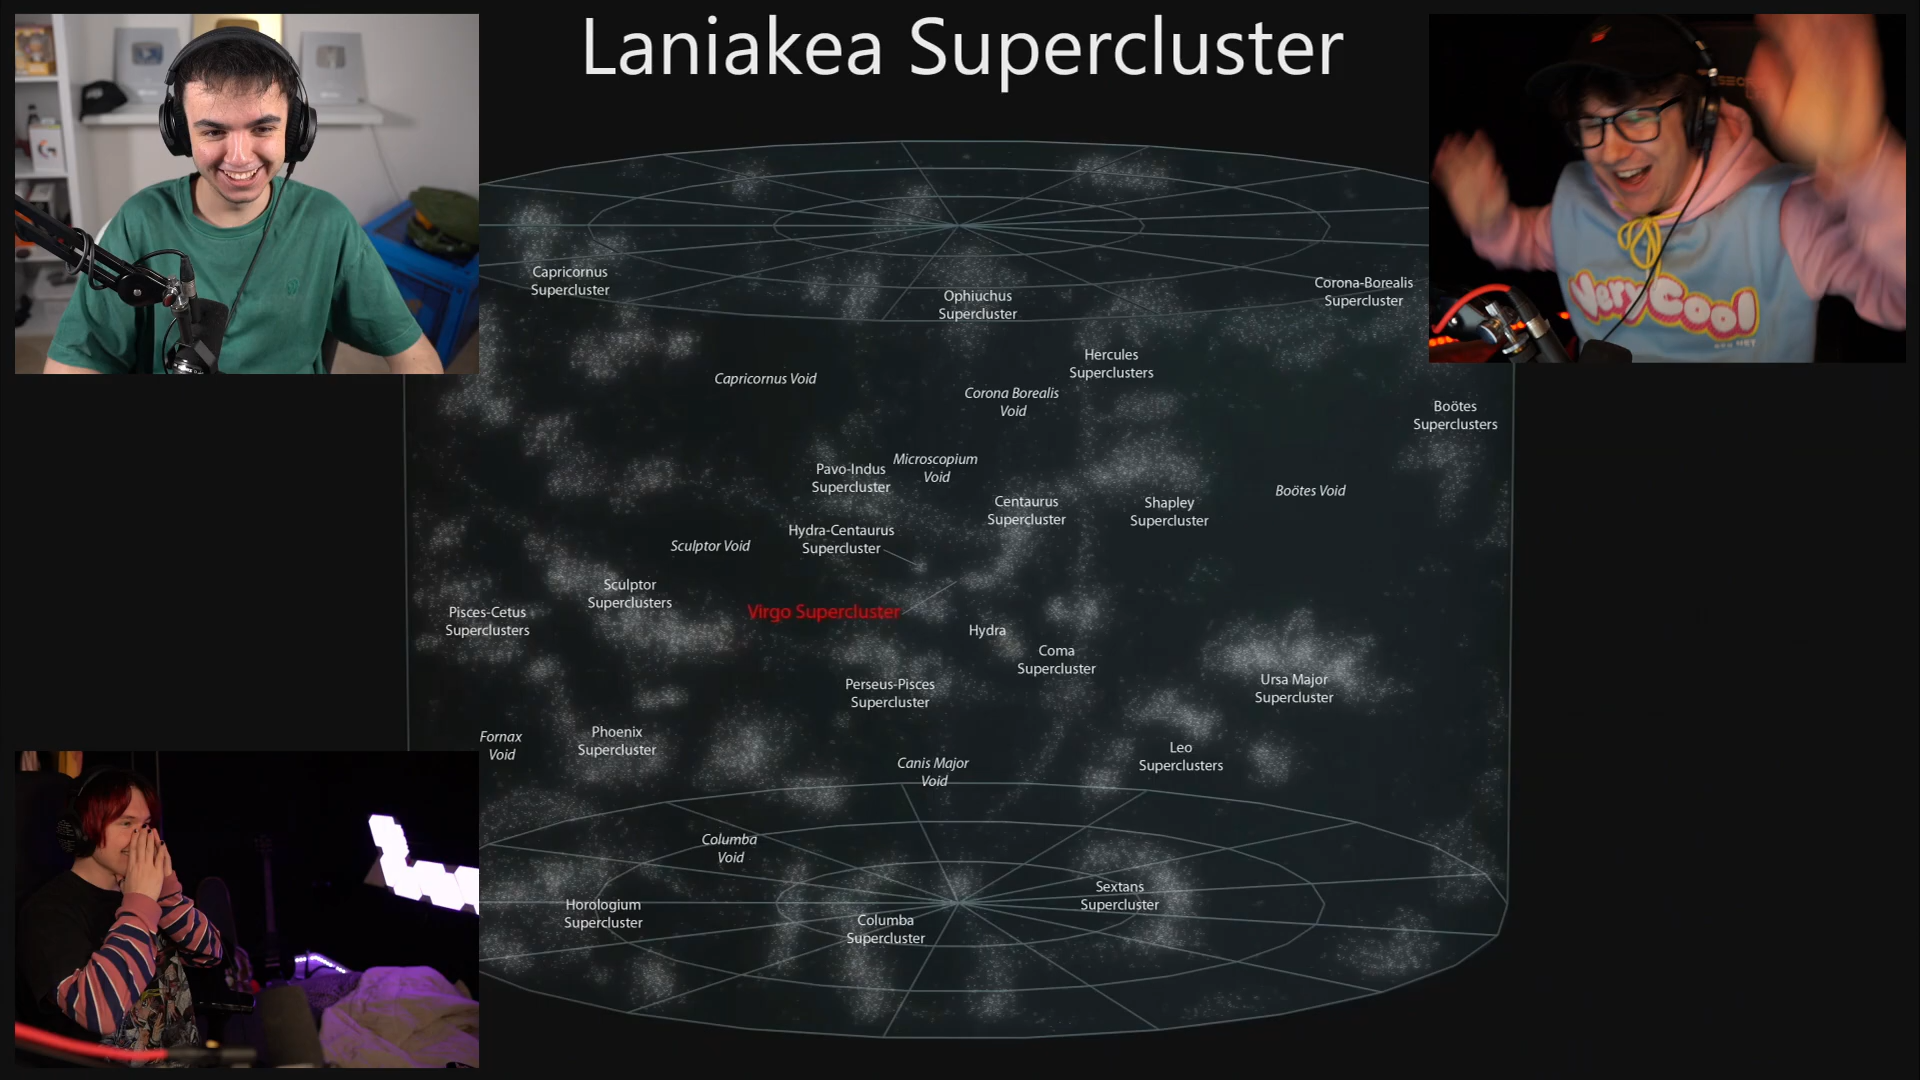 Laniakea Supercluster
Capricornus
Supercluster
Ophiuchus
Supercluster
Corona-Borealis
Supercluster
Very Cool
Hercules
Superclusters
Capricornus Void
Corona Borealis
Void
Boötes
Superclusters
Microscopium
Void
Pavo-Indus
Supercluster
Boötes Void
Centaurus
Supercluster
Shapley
Supercluster
Hydra-Centaurus
Supercluster
Sculptor Void
Sculptor
Superclusters
Pisces-Cetus
Superclusters
Virgo Supercluster
Hydra
Coma
Supercluster
Perseus-Pisces
Supercluster
Ursa Major
Supercluster
Fornax
Void
Phoenix
Supercluster
Leo
Superclusters
Canis Major
Void
Columba
Void
Sextans
Supercluster
Horologium
Supercluster
Columba
Supercluster